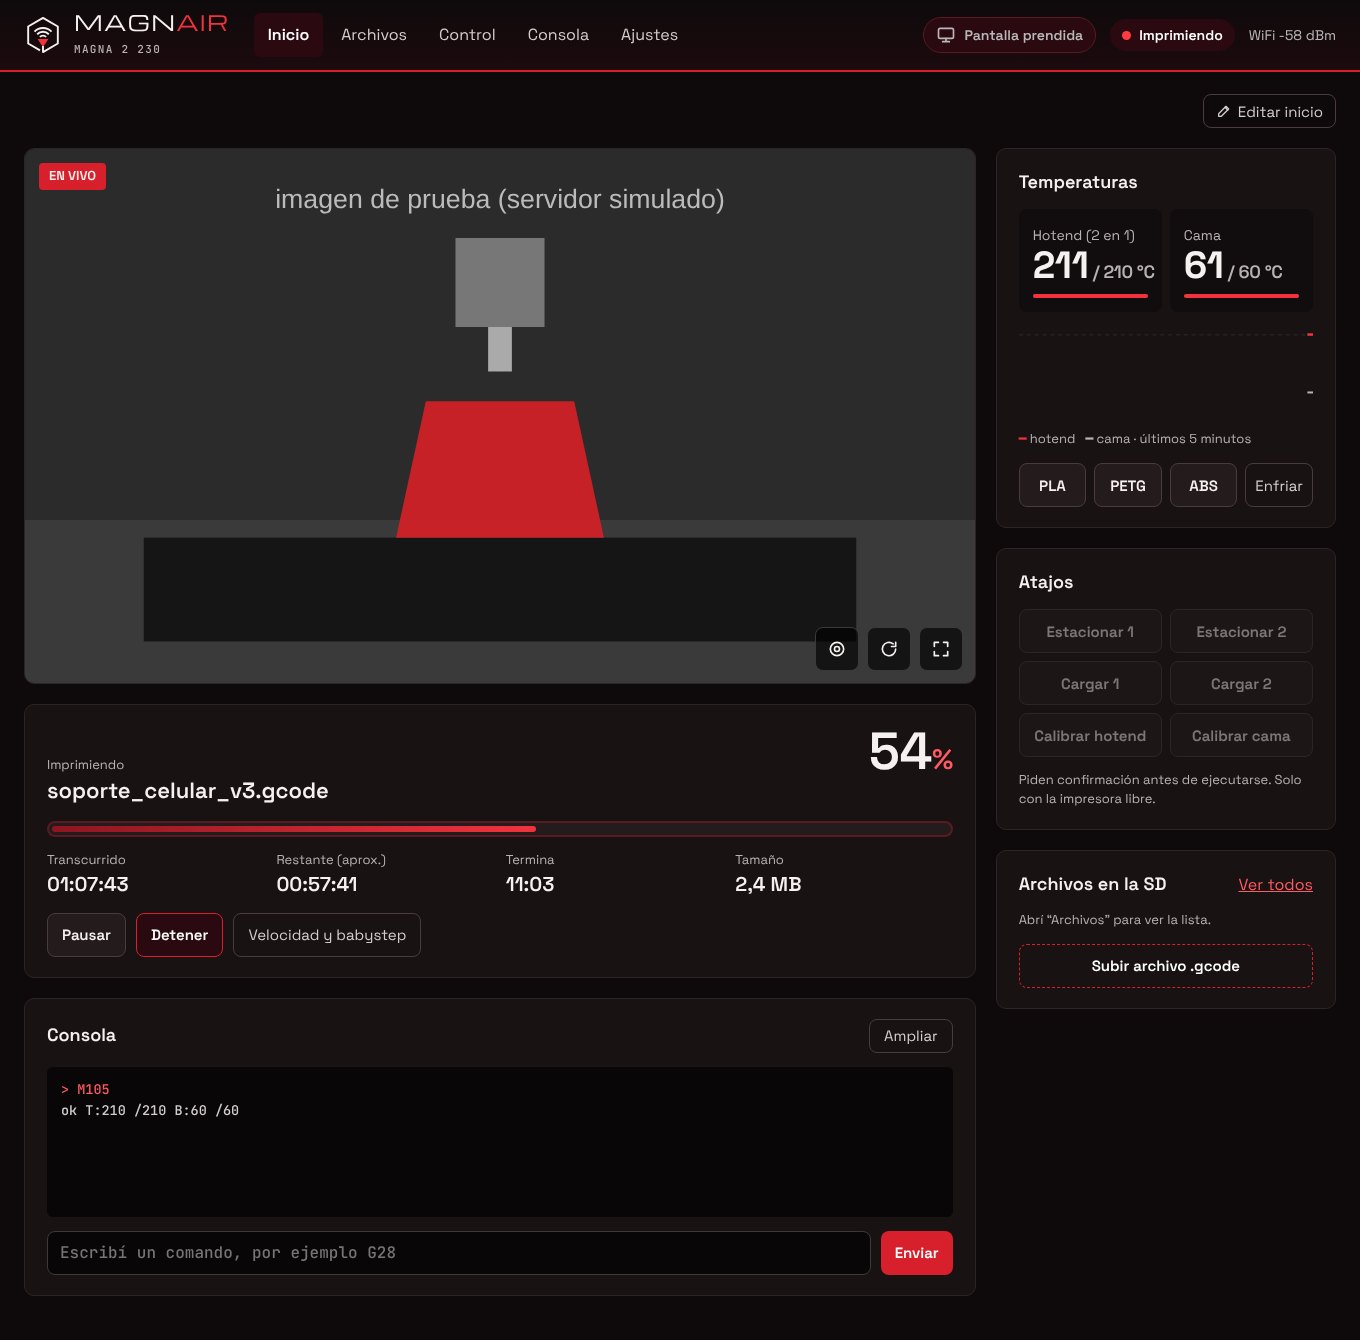 MAGNAIR
MAGNA 2 230
Inicio
Archivos
Control
Consola
Ajustes
Pantalla prendida
Imprimiendo
WiFi -58 dBm
Editar inicio
EN VIVO
imagen de prueba (servidor simulado)
Imprimiendo
54%
soporte_celular_v3.gcode
Transcurrido
01:07:43
Restante (aprox.)
00:57:41
Termina
11:03
Tamaño
2,4 MB
Pausar
Detener
Velocidad y babystep
Consola
Ampliar
> M105
ok T:210 /210 B:60 /60
Escribí un comando, por ejemplo G28
Enviar
Temperaturas
Hotend (2 en 1)
211 / 210 °C
Cama
61 / 60 °C
hotend cama · últimos 5 minutos
PLA
PETG
ABS
Enfriar
Atajos
Estacionar 1
Estacionar 2
Cargar 1
Cargar 2
Calibrar hotend
Calibrar cama
Piden confirmación antes de ejecutarse. Solo
con la impresora libre.
Archivos en la SD
Ver todos
Abrí “Archivos” para ver la lista.
Subir archivo .gcode